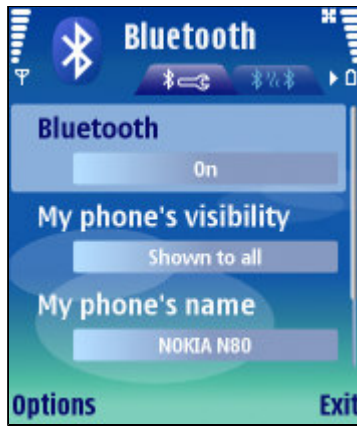 Bluetooth
Bluetooth
On
My phone's visibility
Shown to all
My phone's name
NOKIA N80
Options Exit